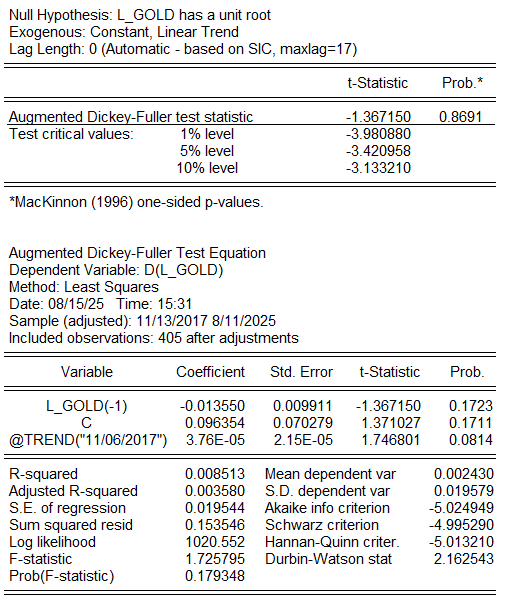 Null Hypothesis: L_GOLD has a unit root
Exogenous: Constant, Linear Trend
Lag Length: 0 (Automatic - based on SIC, maxlag=17)
t-Statistic Prob.*
Augmented Dickey-Fuller test statistic -1.367150 0.8691
Test critical values: 1% level -3.980880
5% level -3.420958
10% level -3.133210
*MacKinnon (1996) one-sided p-values.
Augmented Dickey-Fuller Test Equation
Dependent Variable: D(L_GOLD)
Method: Least Squares
Date: 08/15/25 Time: 15:31
Sample (adjusted): 11/13/2017 8/11/2025
Included observations: 405 after adjustments
Variable Coefficient Std. Error t-Statistic Prob.
L_GOLD(-1) -0.013550 0.009911 -1.367150 0.1723
C 0.096354 0.070279 1.371027 0.1711
@TREND("11/06/2017") 3.76E-05 2.15E-05 1.746801 0.0814
R-squared 0.008513 Mean dependent var 0.002430
Adjusted R-squared 0.003580 S.D. dependent var 0.019579
S.E. of regression 0.019544 Akaike info criterion -5.024949
Sum squared resid 0.153546 Schwarz criterion -4.995290
Log likelihood 1020.552 Hannan-Quinn criter. -5.013210
F-statistic 1.725795 Durbin-Watson stat 2.162543
Prob(F-statistic) 0.179348